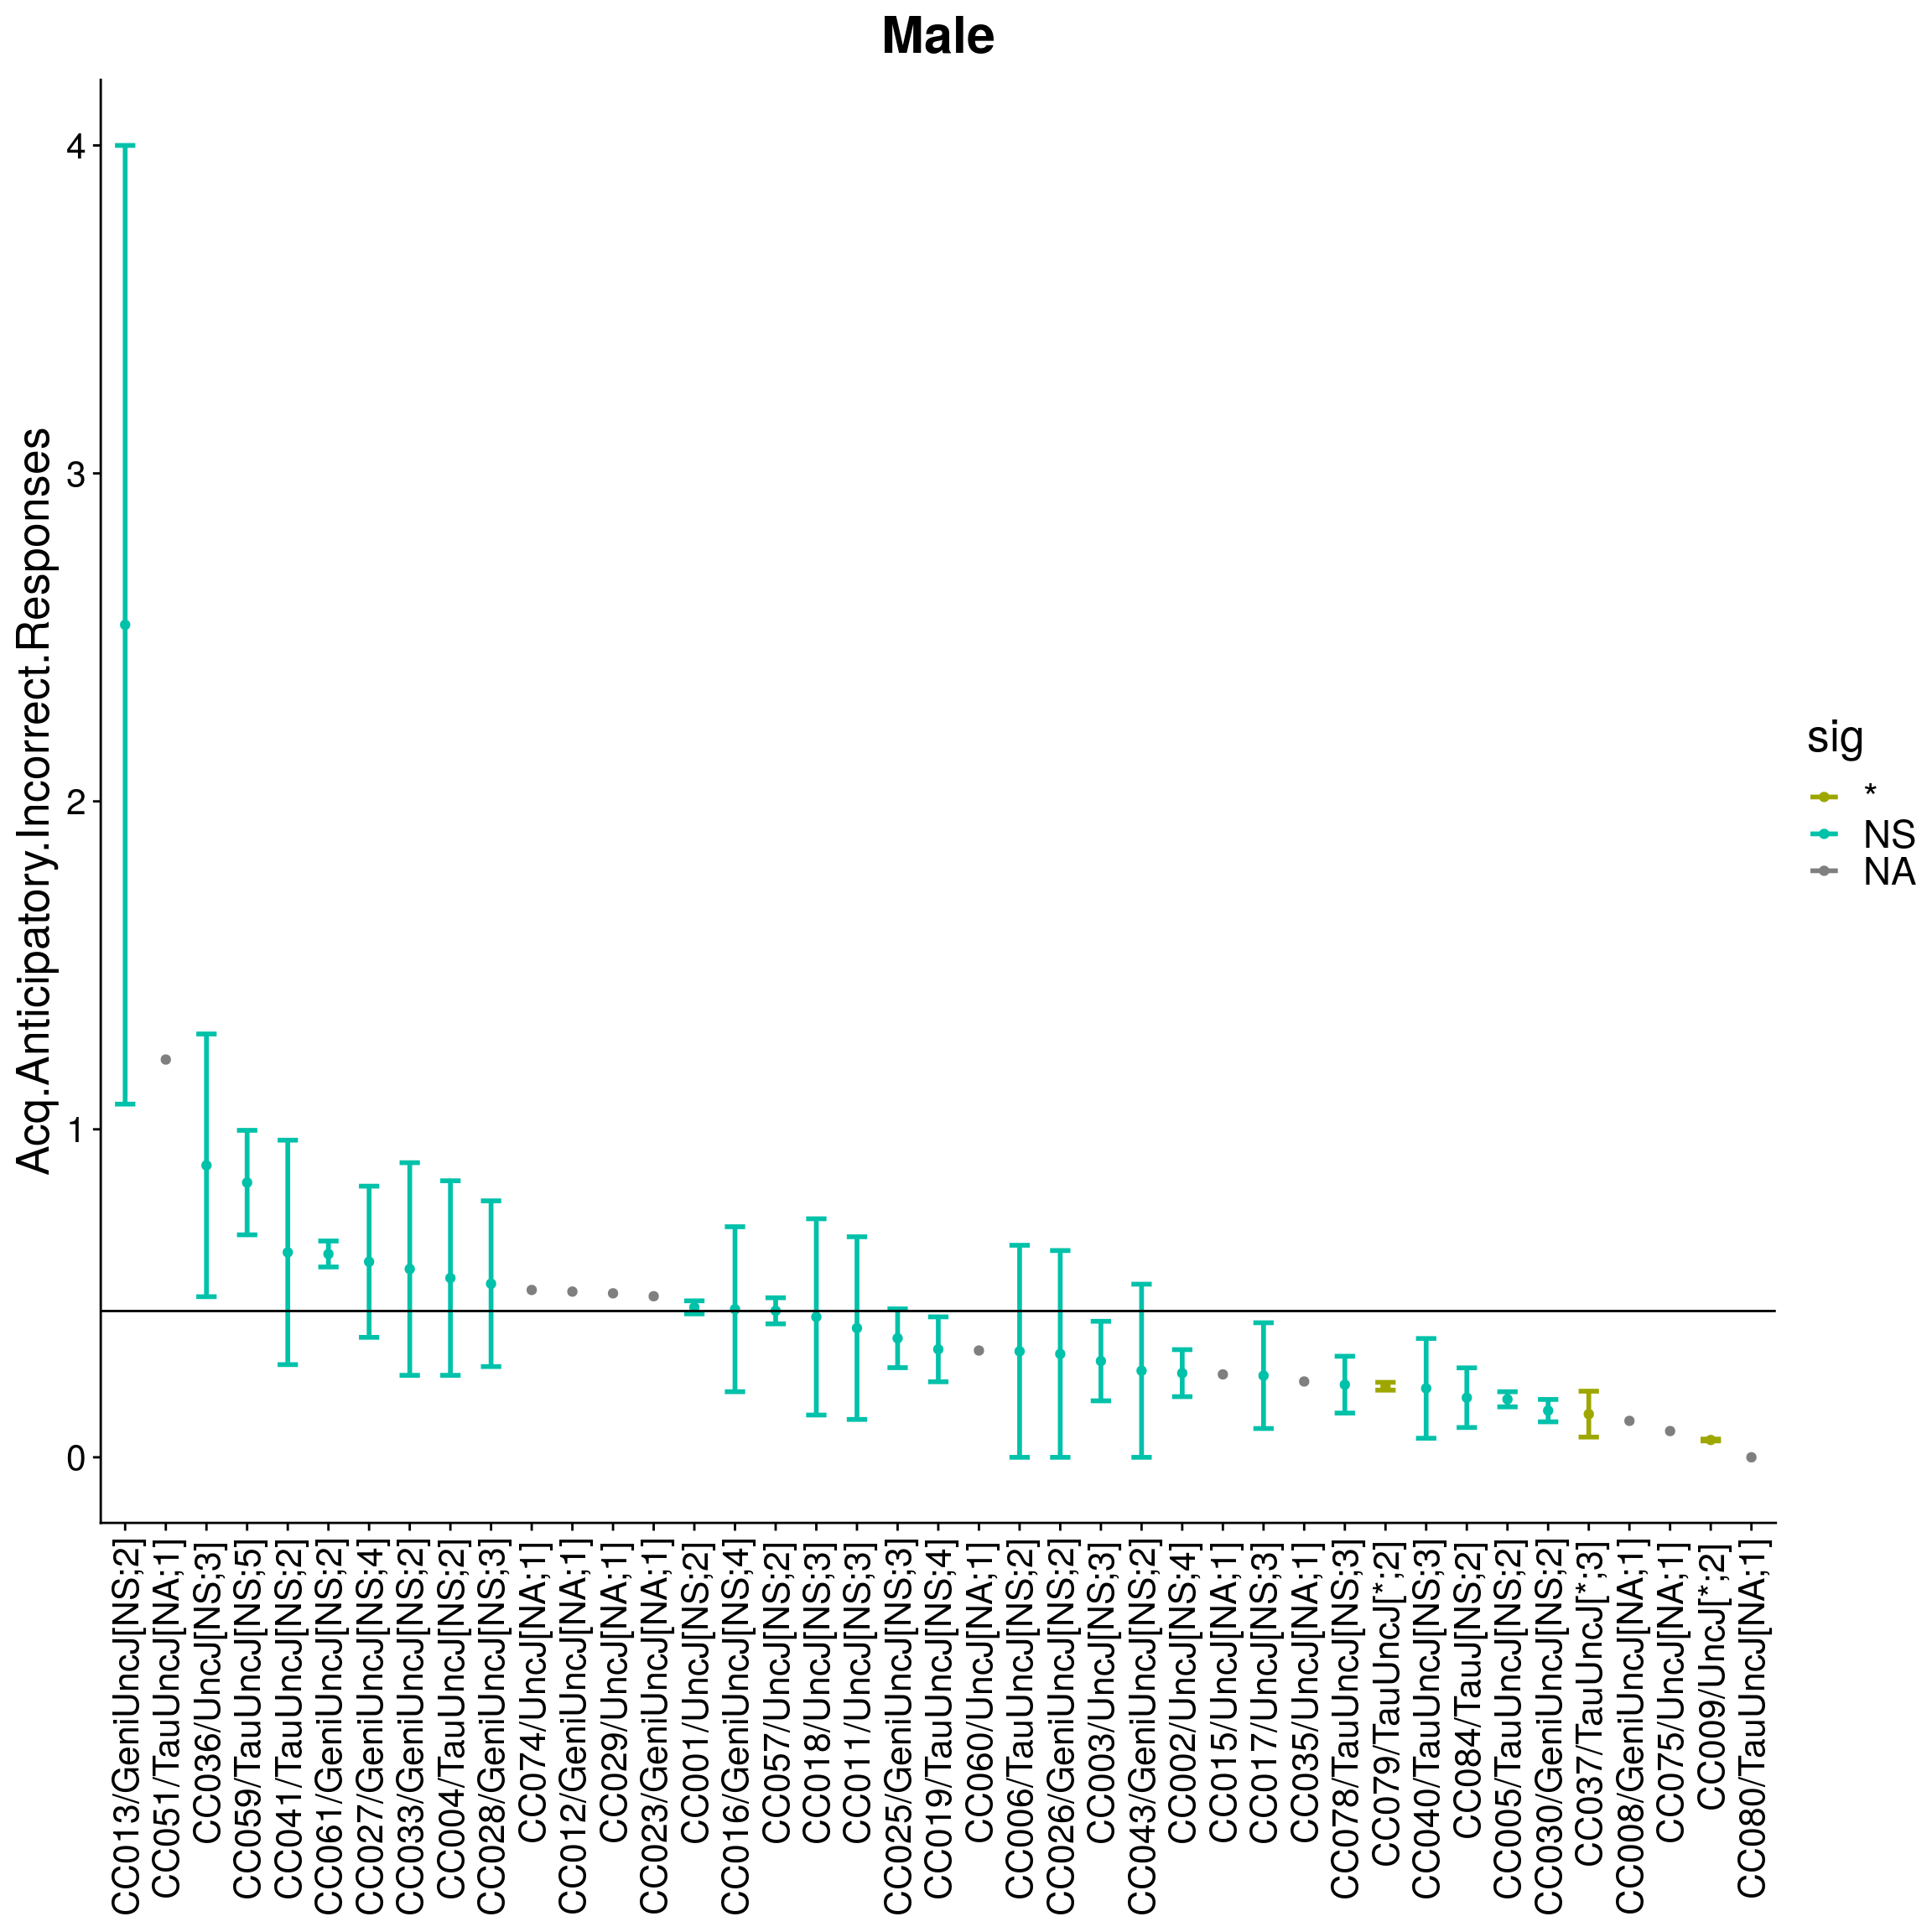 Male
Acq.Anticipatory.Incorrect.Responses
4
3
2
1
0
CC013/GeniUncJ[NS;2]
CC051/TauUncJ[NA;1]
CC036/UncJ[NS;3]
CC059/TauUncJ[NS;5]
CC041/TauUncJ[NS;2]
CC061/GeniUncJ[NS;2]
CC027/GeniUncJ[NS;4]
CC033/GeniUncJ[NS;2]
CC004/TauUncJ[NS;2]
CC028/GeniUncJ[NS;3]
CC074/UncJ[NA;1]
CC012/GeniUncJ[NA;1]
CC029/UncJ[NA;1]
CC023/GeniUncJ[NA;1]
CC001/UncJ[NS;2]
CC016/GeniUncJ[NS;4]
CC057/UncJ[NS;2]
CC018/UncJ[NS;3]
CC011/UncJ[NS;3]
CC025/GeniUncJ[NS;3]
CC019/TauUncJ[NS;4]
CC060/UncJ[NA;1]
CC006/TauUncJ[NS;2]
CC026/GeniUncJ[NS;2]
CC003/UncJ[NS;3]
CC043/GeniUncJ[NS;2]
CC002/UncJ[NS;4]
CC015/UncJ[NA;1]
CC017/UncJ[NS;3]
CC035/UncJ[NA;1]
CC078/TauUncJ[NS;3]
CC079/TauUncJ[*;2]
CC040/TauUncJ[NS;3]
CC084/TauJ[NS;2]
CC005/TauUncJ[NS;2]
CC030/GeniUncJ[NS;2]
CC037/TauUncJ[*;3]
CC008/GeniUncJ[NA;1]
CC075/UncJ[NA;1]
CC009/UncJ[*;2]
CC080/TauUncJ[NA;1]
sig
*
NS
NA